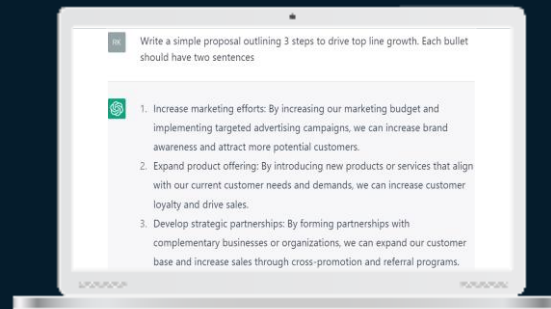 RK
Write a simple proposal outlining 3 steps to drive top line growth. Each bullet
should have two sentences
1. Increase marketing efforts: By increasing our marketing budget and
implementing targeted advertising campaigns, we can increase brand
awareness and attract more potential customers.
2. Expand product offering: By introducing new products or services that align
with our current customer needs and demands, we can increase customer
loyalty and drive sales.
3. Develop strategic partnerships: By forming partnerships with
complementary businesses or organizations, we can expand our customer
base and increase sales through cross-promotion and referral programs.